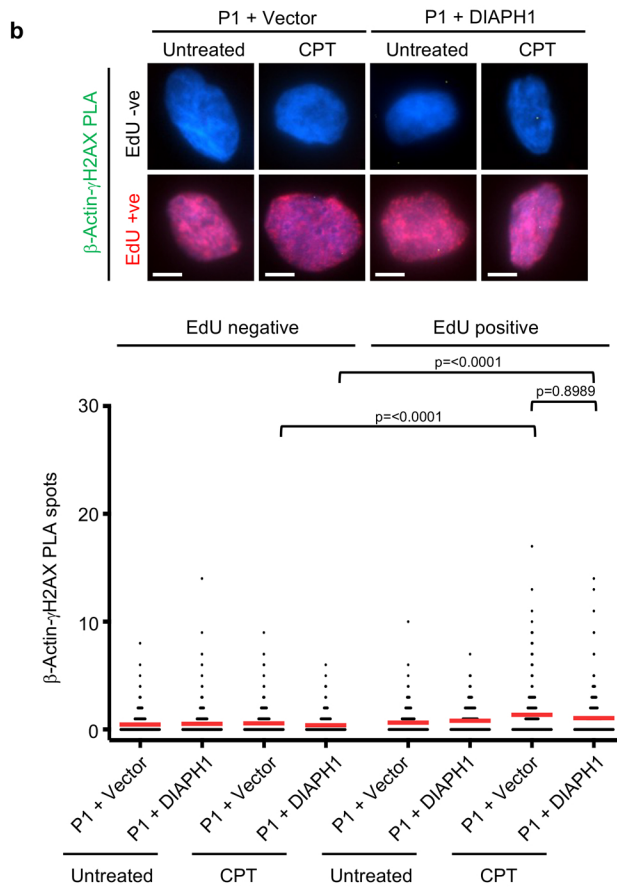 b
P1 + Vector P1 + DIAPH1
Untreated CPT Untreated CPT
β-Actin-γH2AX PLA
EdU -ve
EdU +ve
EdU negative EdU positive
p=<0.0001
p=0.8989
p=<0.0001
β-Actin-γH2AX PLA spots
30
20
10
0
P1 + Vector P1 + DIAPH1 P1 + Vector P1 + DIAPH1 P1 + Vector P1 + DIAPH1 P1 + Vector P1 + DIAPH1
Untreated CPT Untreated CPT